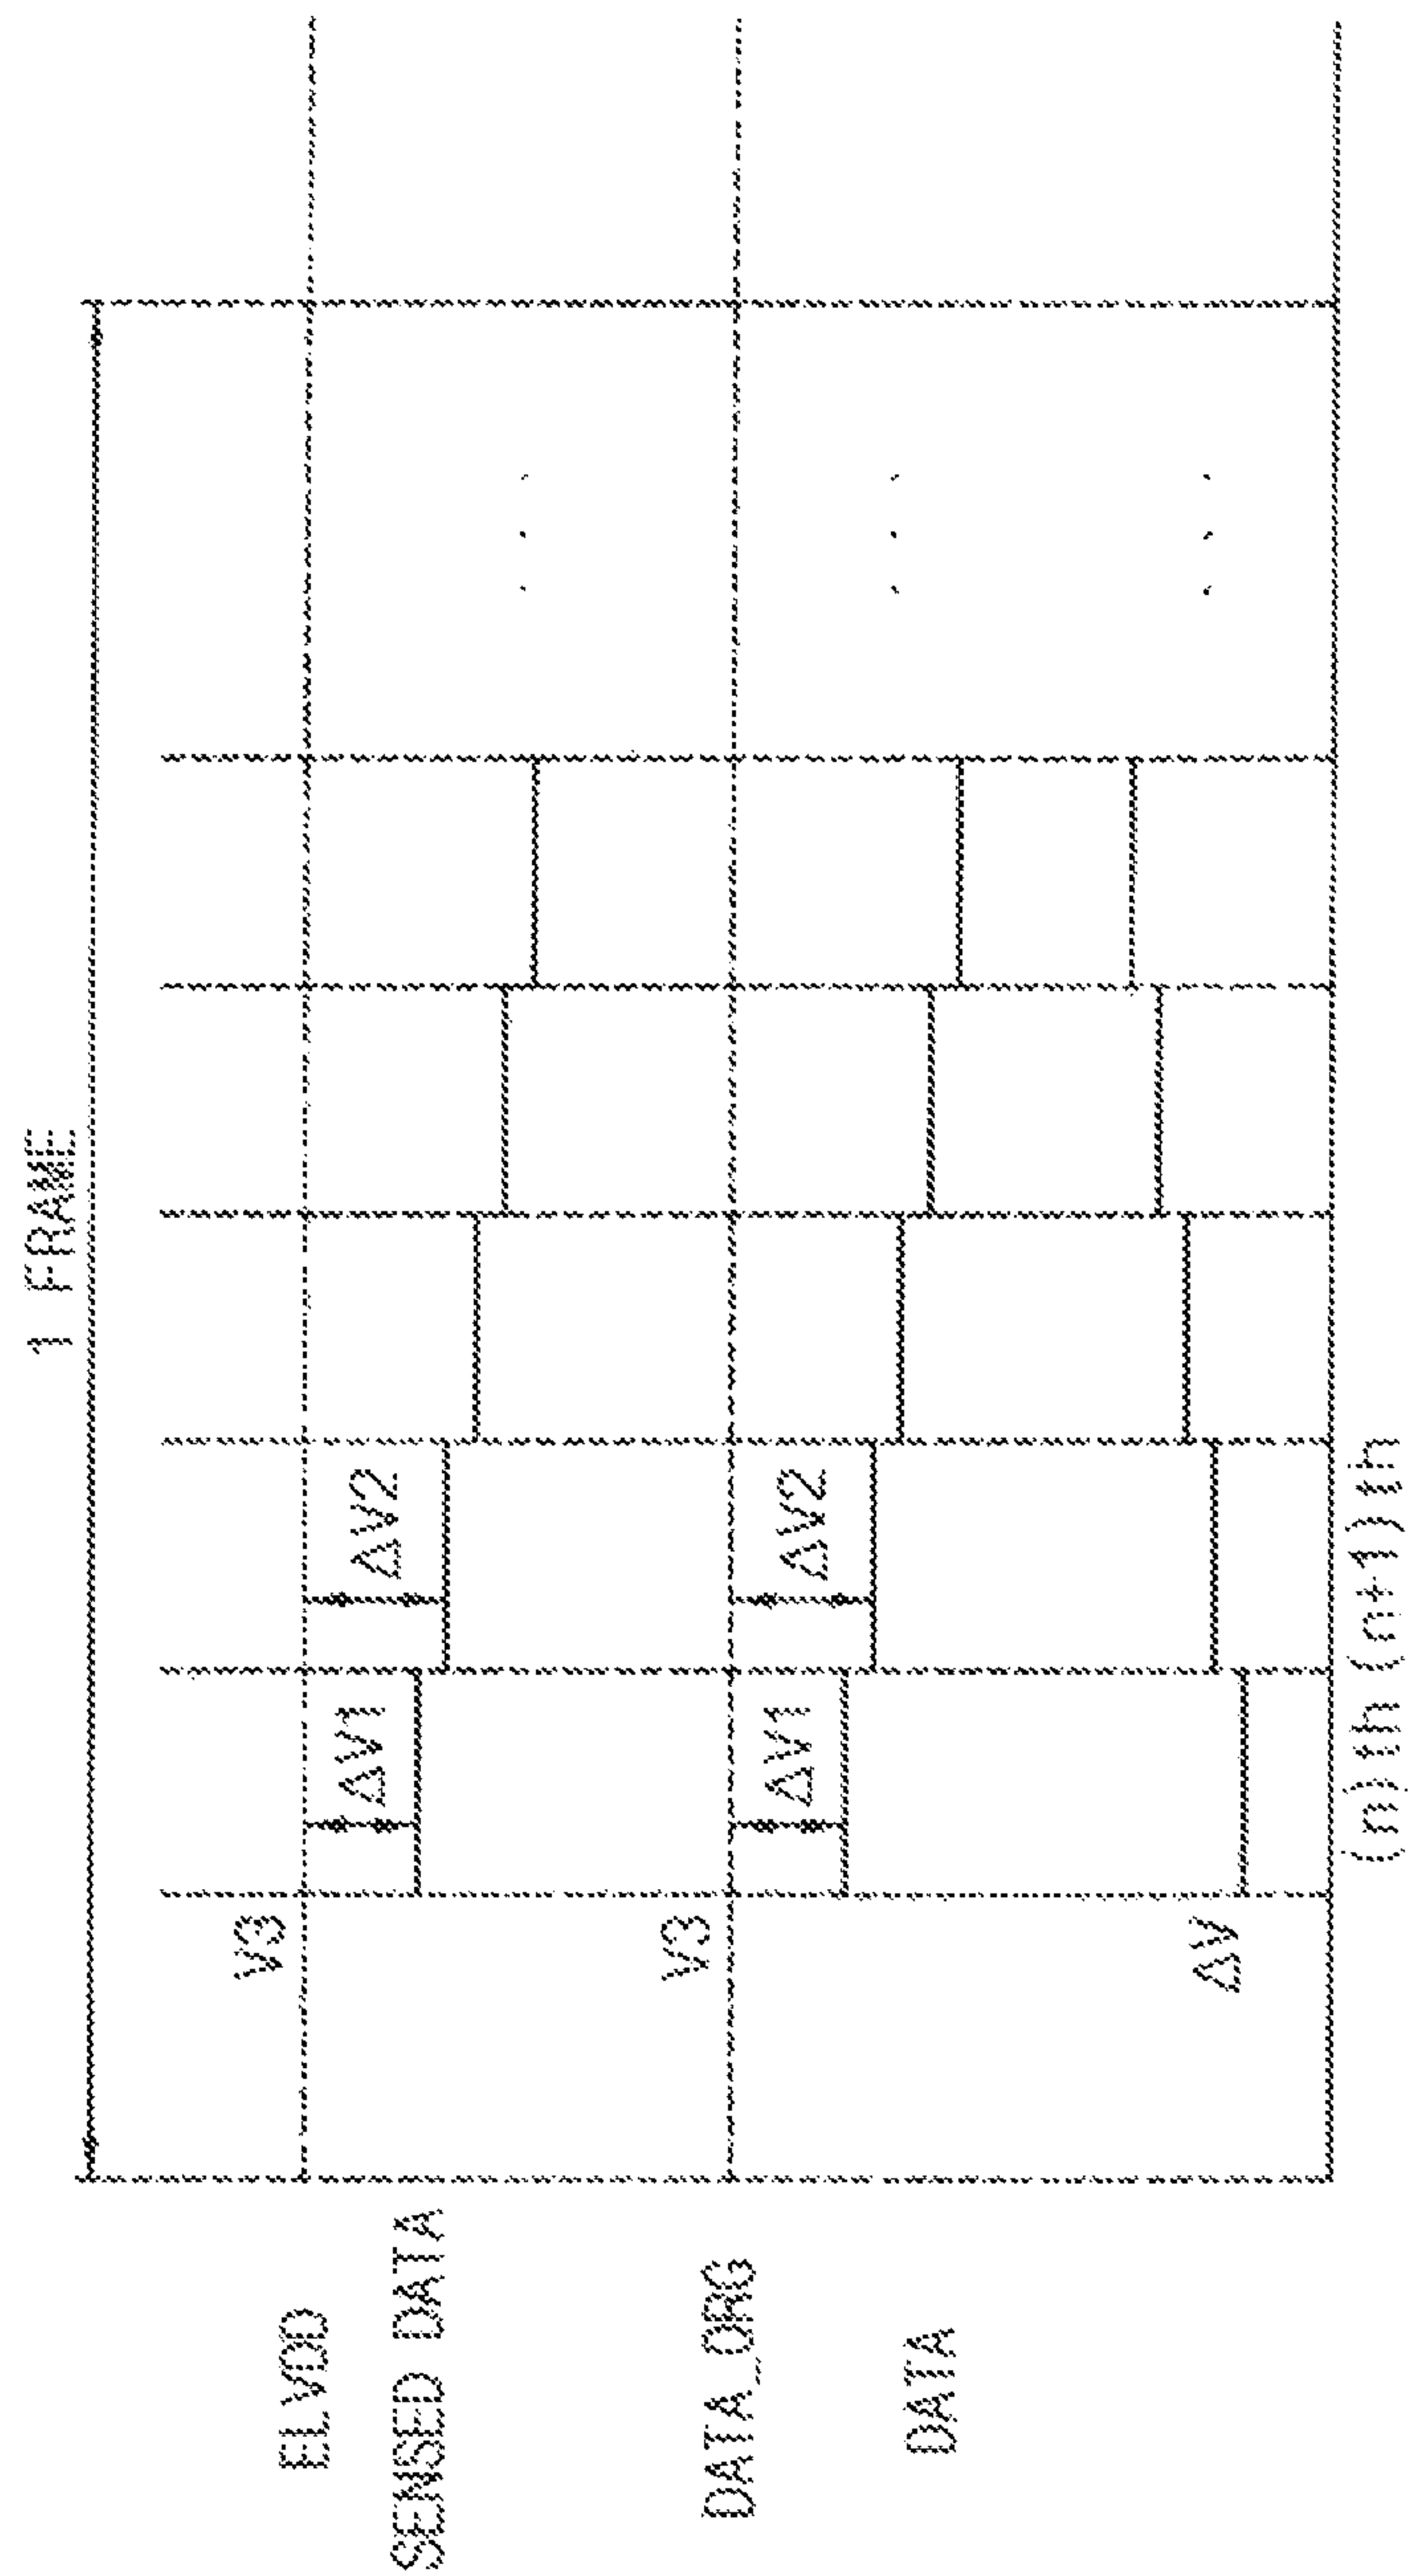 1 FRAME
ELVDD
V3
SENSED DATA
ΔV1
ΔV2
DATA_ORG
V3
ΔV1
ΔV2
DATA
ΔV
(n)th (n+1)th